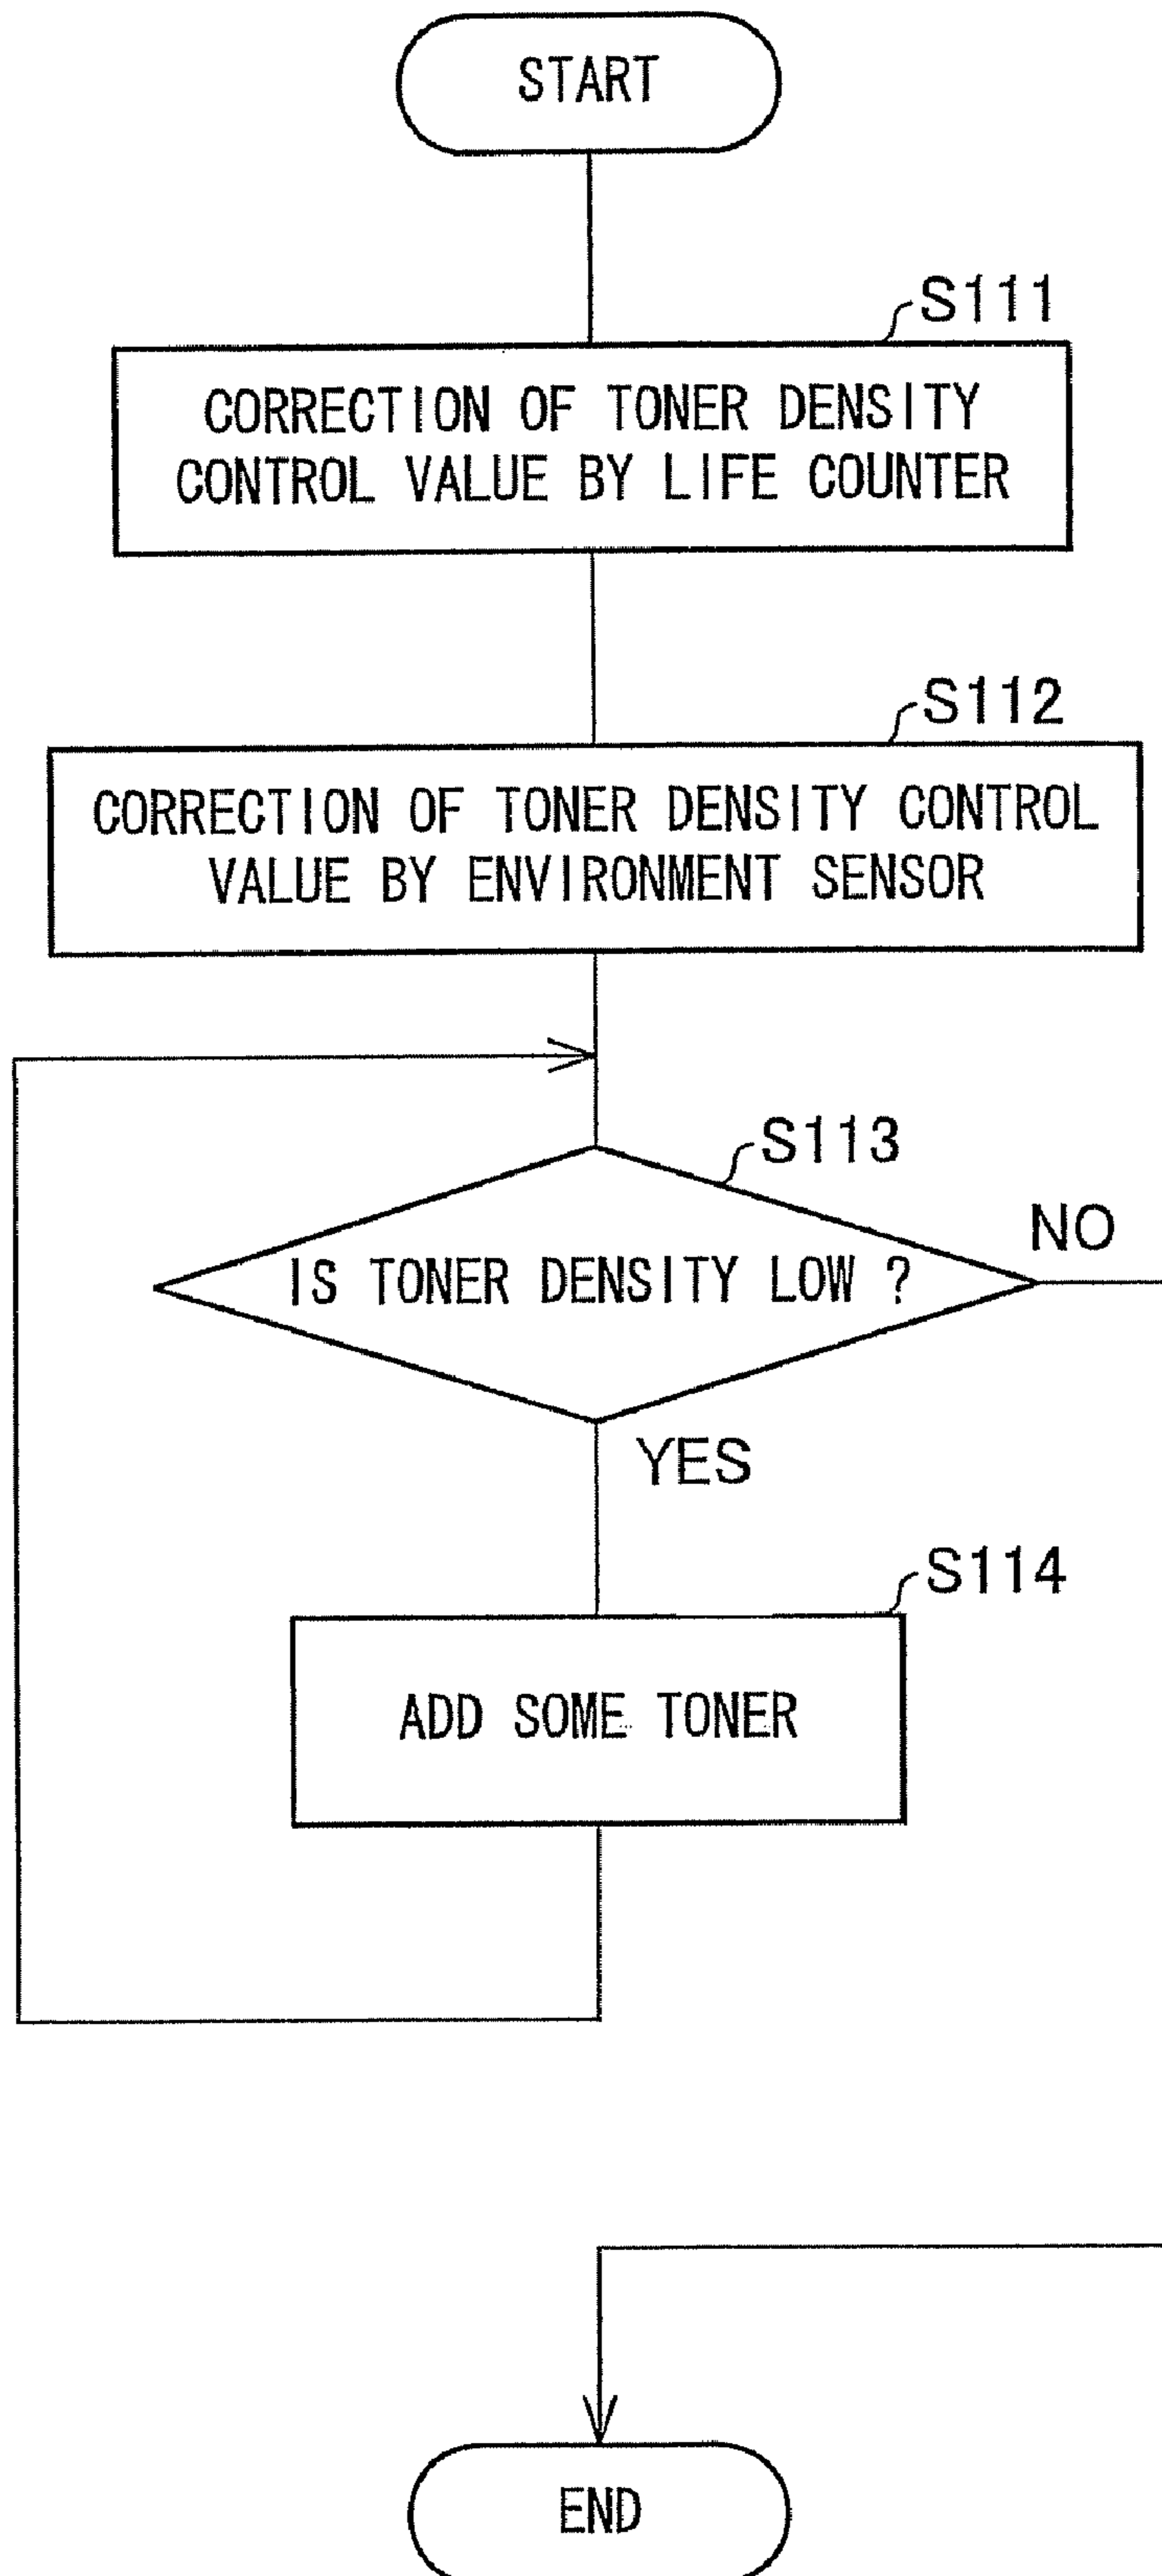 START
S111
CORRECTION OF TONER DENSITY
CONTROL VALUE BY LIFE COUNTER
S112
CORRECTION OF TONER DENSITY CONTROL
VALUE BY ENVIRONMENT SENSOR
S113
NO
IS TONER DENSITY LOW ?
YES
S114
ADD SOME TONER
END